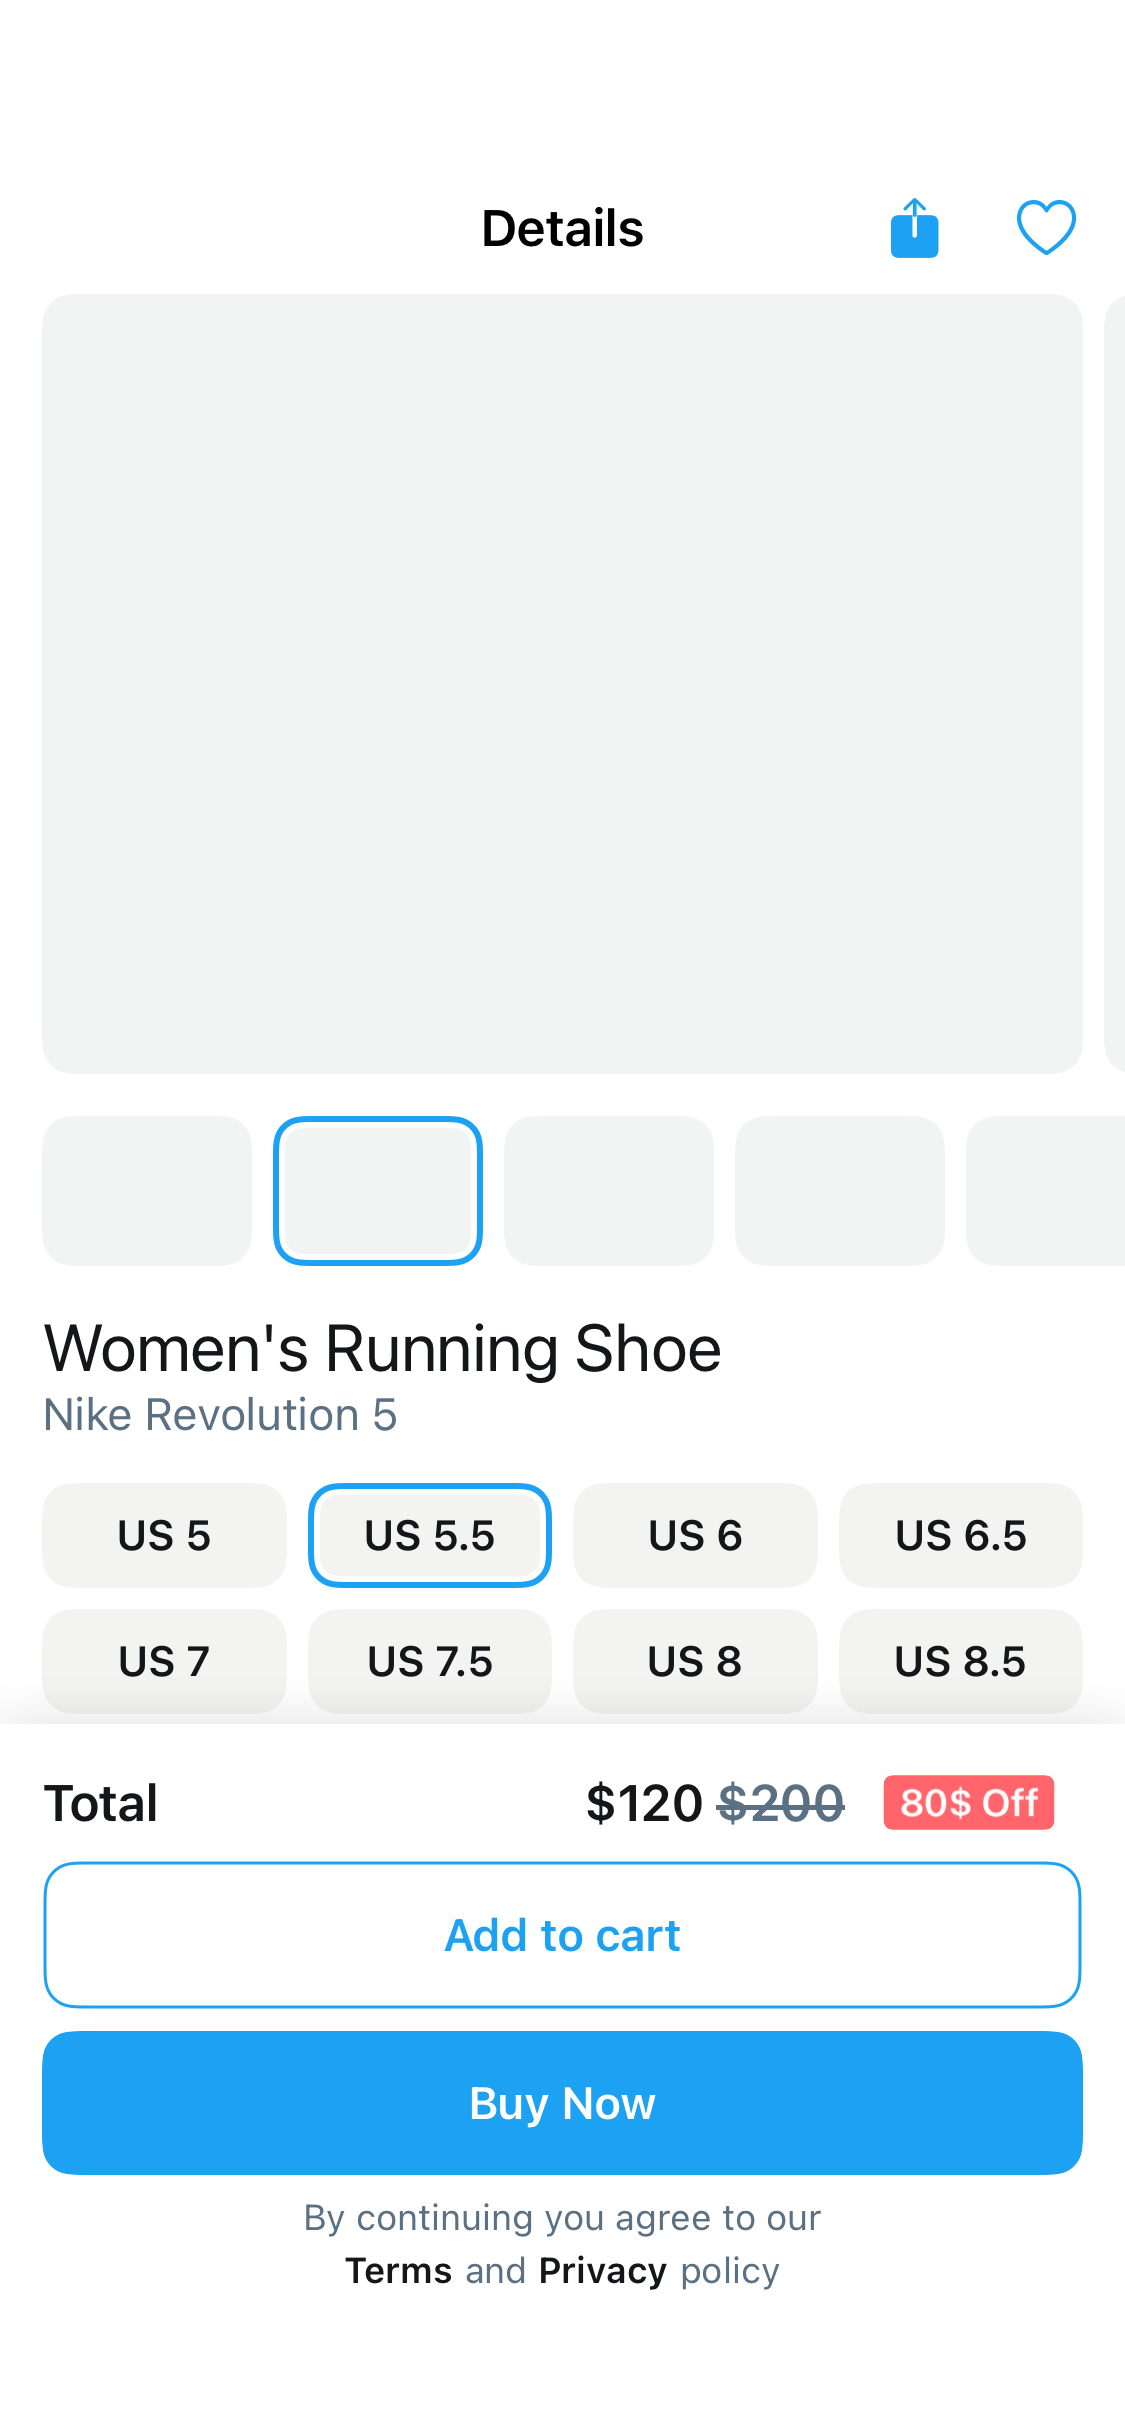 Details
Women's Running Shoe
Nike Revolution 5
US 5 US 5.5 US 6 US 6.5
US 7 US 7.5 US 8 US 8.5
Total $120 $200 80$ Off
Add to cart
Buy Now
By continuing you agree to our
Terms and Privacy policy